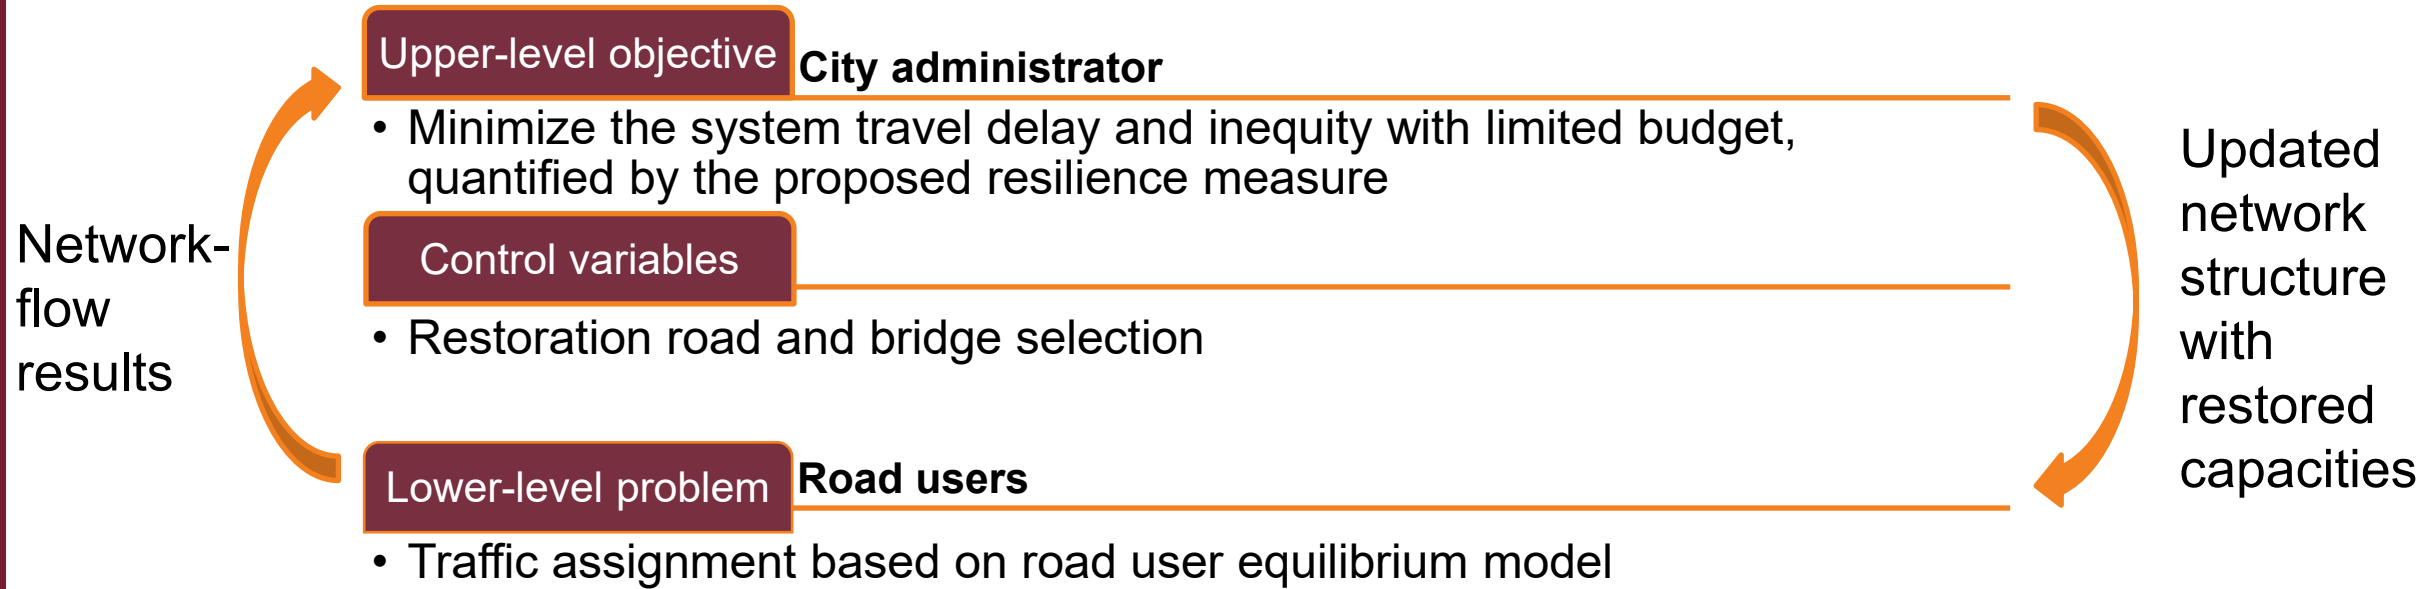 Upper-level objective
City administrator
• Minimize the system travel delay and inequity with limited budget,
quantified by the proposed resilience measure
Control variables
• Restoration road and bridge selection
Lower-level problem
Road users
• Traffic assignment based on road user equilibrium model
Network-
flow
results
Updated
network
structure
with
restored
capacities